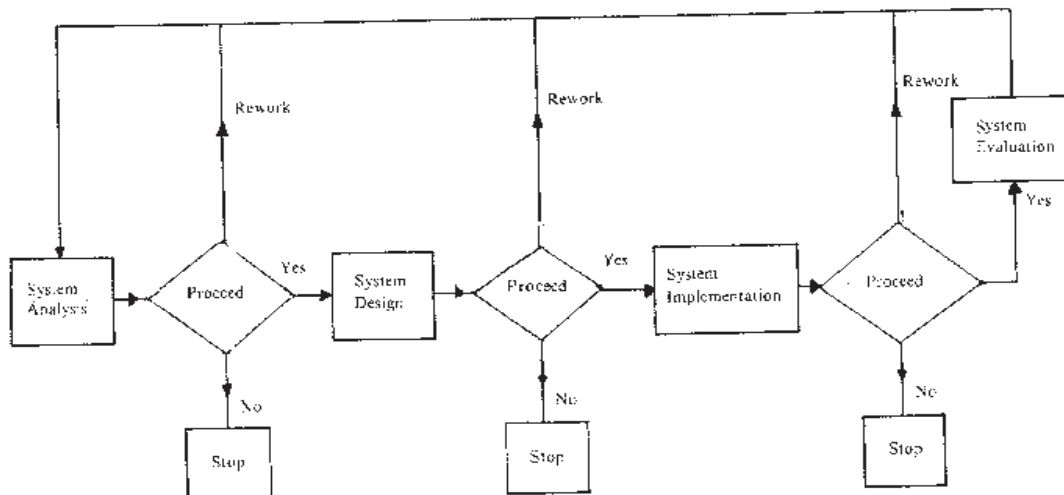 Rework
Rework
Rework
System
Evaluation
Yes
System
Analysis
Proceed
Yes
System
Design
Proceed
Yes
System
Implementation
Proceed
No
Stop
No
Stop
No
Stop